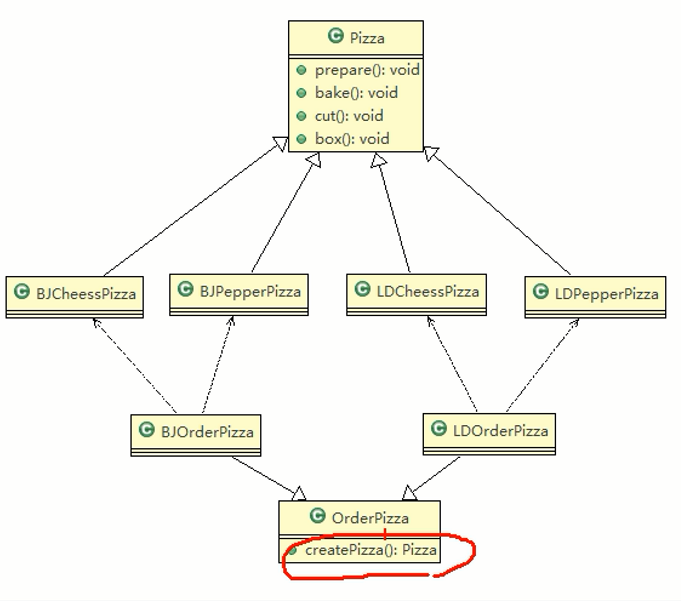 Pizza
prepare(): void
bake(): void
cut(): void
box(): void
BJCheessPizza
BJPepperPizza
LDCheessPizza
LDPepperPizza
BJOrderPizza
LDOrderPizza
OrderPizza
createPizza(): Pizza